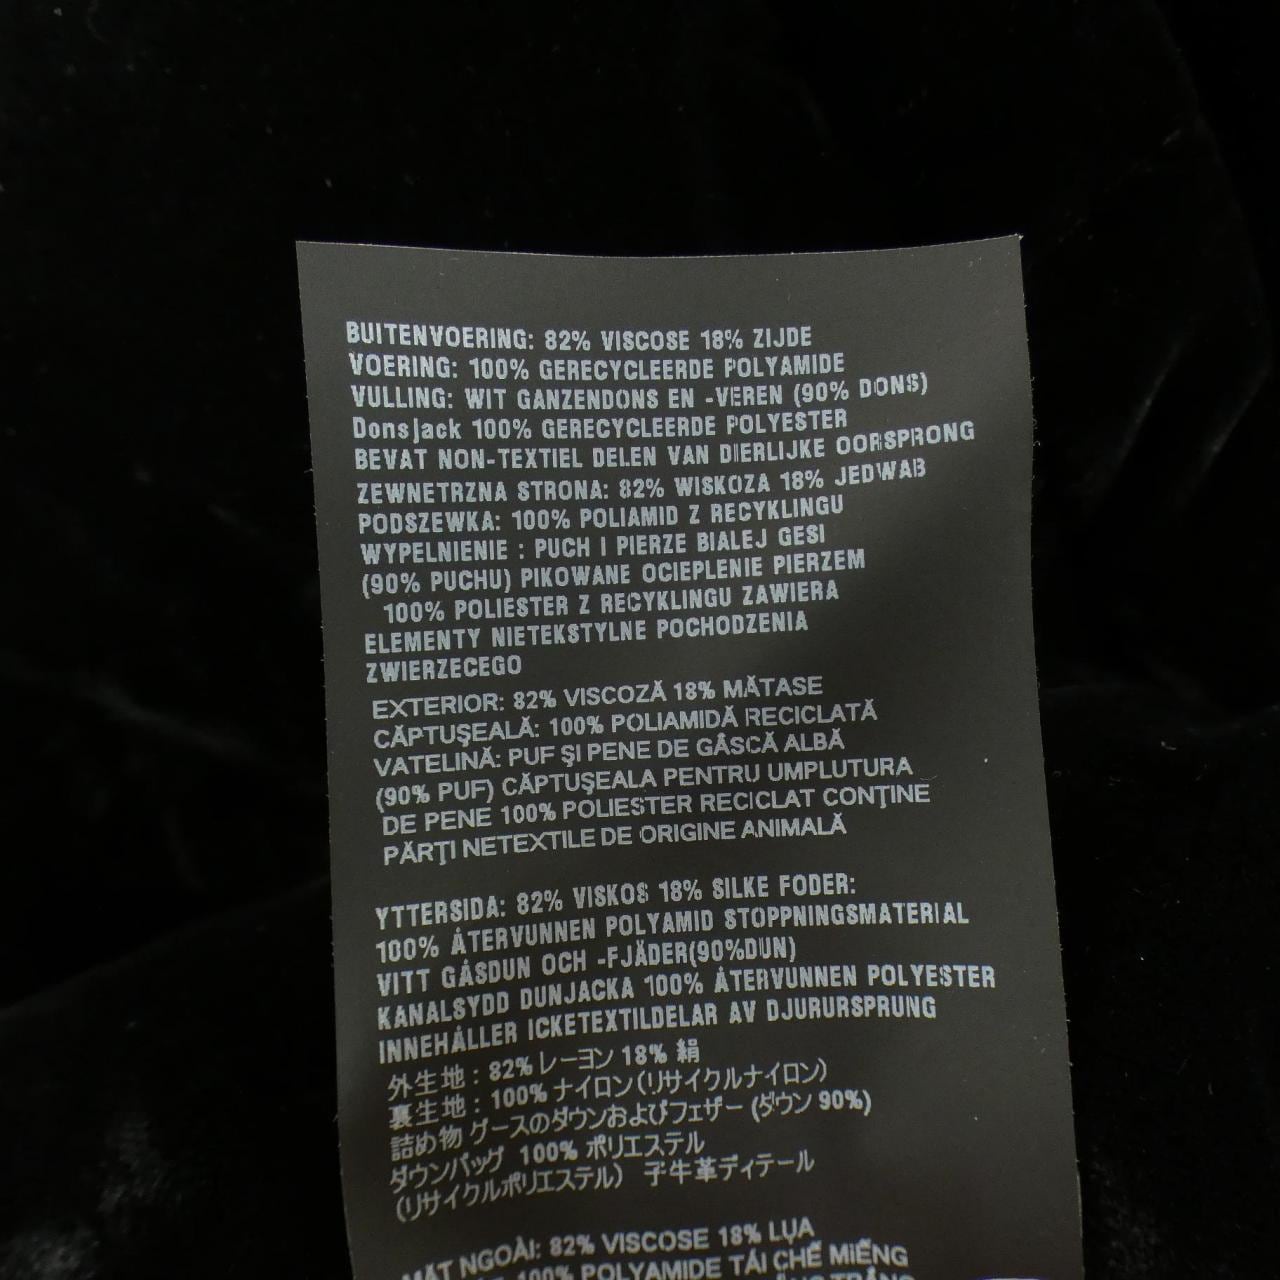 BUITENVOERING: 82% VISCOSE 18% ZIJDE
VOERING: 100% GERECYCLEERDE POLYAMIDE
VULLING: WIT GANZENDONS EN -VEREN (90% DONS)
Donsjack 100% GERECYCLEERDE POLYESTER
BEVAT NON-TEXTIEL DELEN VAN DIERLIJKE OORSPRONG
ZEWNETRZNA STRONA: 82% WISKOZA 18% JEDWAB
PODSZEWKA: 100% POLIAMID Z RECYKLINGU
WYPELNIENIE : PUCH I PIERZE BIALEJ GESI
(90% PUCHU) PIKOWANE OCIEPLENIE PIERZEM
100% POLIESTER Z RECYKLINGU ZAWIERA
ELEMENTY NIETEKSTYLNE POCHODZENIA
ZWIERZECEGO
EXTERIOR: 82% VISCOZĂ 18% MĂTASE
CĂPTUŞEALĂ: 100% POLIAMIDĂ RECICLATĂ
VATELINĂ: PUF ŞI PENE DE GÂSCĂ ALBĂ
(90% PUF) CĂPTUŞEALA PENTRU UMPLUTURA
DE PENE 100% POLIESTER RECICLAT CONŢINE
PĂRŢI NETEXTILE DE ORIGINE ANIMALĂ
YTTERSIDA: 82% VISKOS 18% SILKE FODER:
100% ÅTERVUNNEN POLYAMID STOPPNINGSMATERIAL
VITT GÅSDUN OCH -FJÄDER(90%DUN)
KANALSYDD DUNJACKA 100% ÅTERVUNNEN POLYESTER
INNEHÅLLER ICKETEXTILDELAR AV DJURURSPRUNG
外生地 : 82% レーヨン 18% 絹
裏生地 : 100% ナイロン(リサイクルナイロン)
詰め物 グースのダウンおよびフェザー (ダウン 90%)
ダウンバッグ 100% ポリエステル
(リサイクルポリエステル) 子牛革ディテール
MẶT NGOÀI: 82% VISCOSE 18% LỤA
100% POLYAMIDE TÁI CHẾ MIẾNG